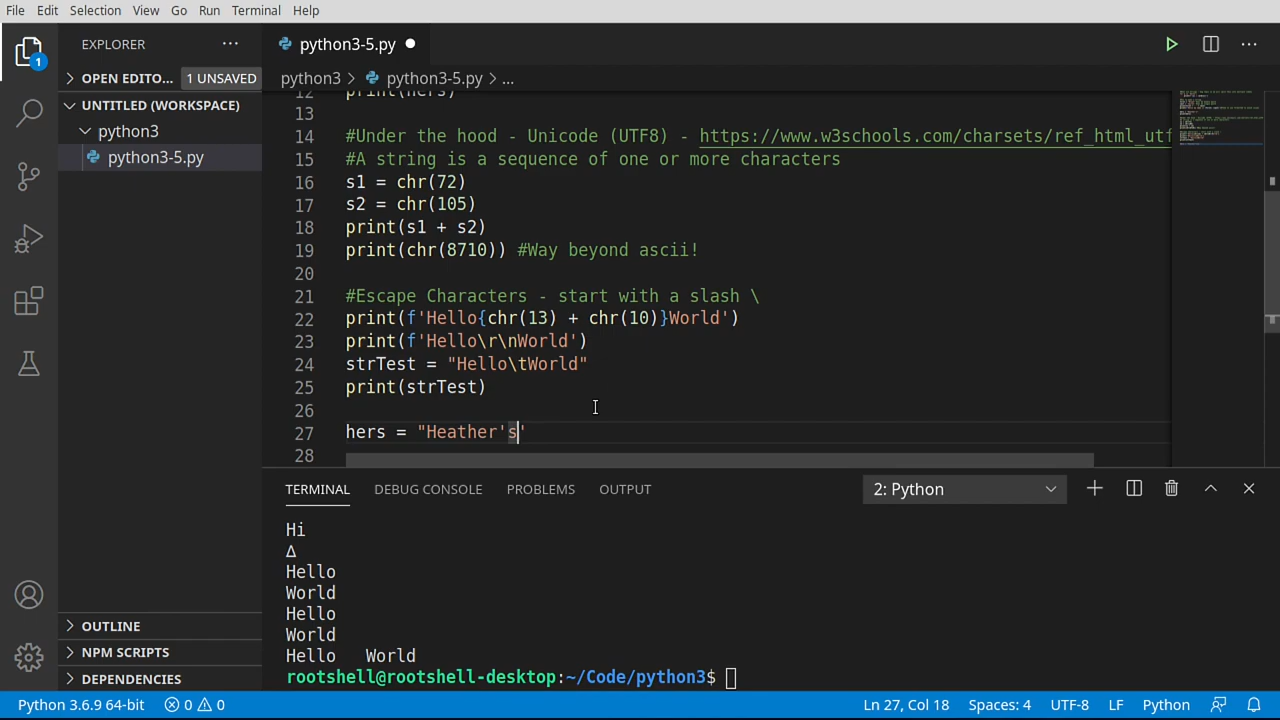 File Edit Selection View Go Run Terminal Help
EXPLORER ···
python3-5.py
1
OPEN EDITO... 1 UNSAVED
python3 > python3-5.py > ...
UNTITLED (WORKSPACE)
python3
python3-5.py
12 print(hers)
13
14 #Under the hood - Unicode (UTF8) - https://www.w3schools.com/charsets/ref_html_utf
15 #A string is a sequence of one or more characters
16 s1 = chr(72)
17 s2 = chr(105)
18 print(s1 + s2)
19 print(chr(8710)) #Way beyond ascii!
20
21 #Escape Characters - start with a slash \
22 print(f'Hello{chr(13) + chr(10)}World')
23 print(f'Hello\r\nWorld')
24 strTest = "Hello\tWorld"
25 print(strTest)
26
27 hers = "Heather's'
28
TERMINAL DEBUG CONSOLE PROBLEMS OUTPUT 2: Python
Hi
∆
Hello
World
Hello
World
Hello   World
rootshell@rootshell-desktop:~/Code/python3$
OUTLINE
NPM SCRIPTS
DEPENDENCIES
Python 3.6.9 64-bit 0 0 Ln 27, Col 18 Spaces: 4 UTF-8 LF Python